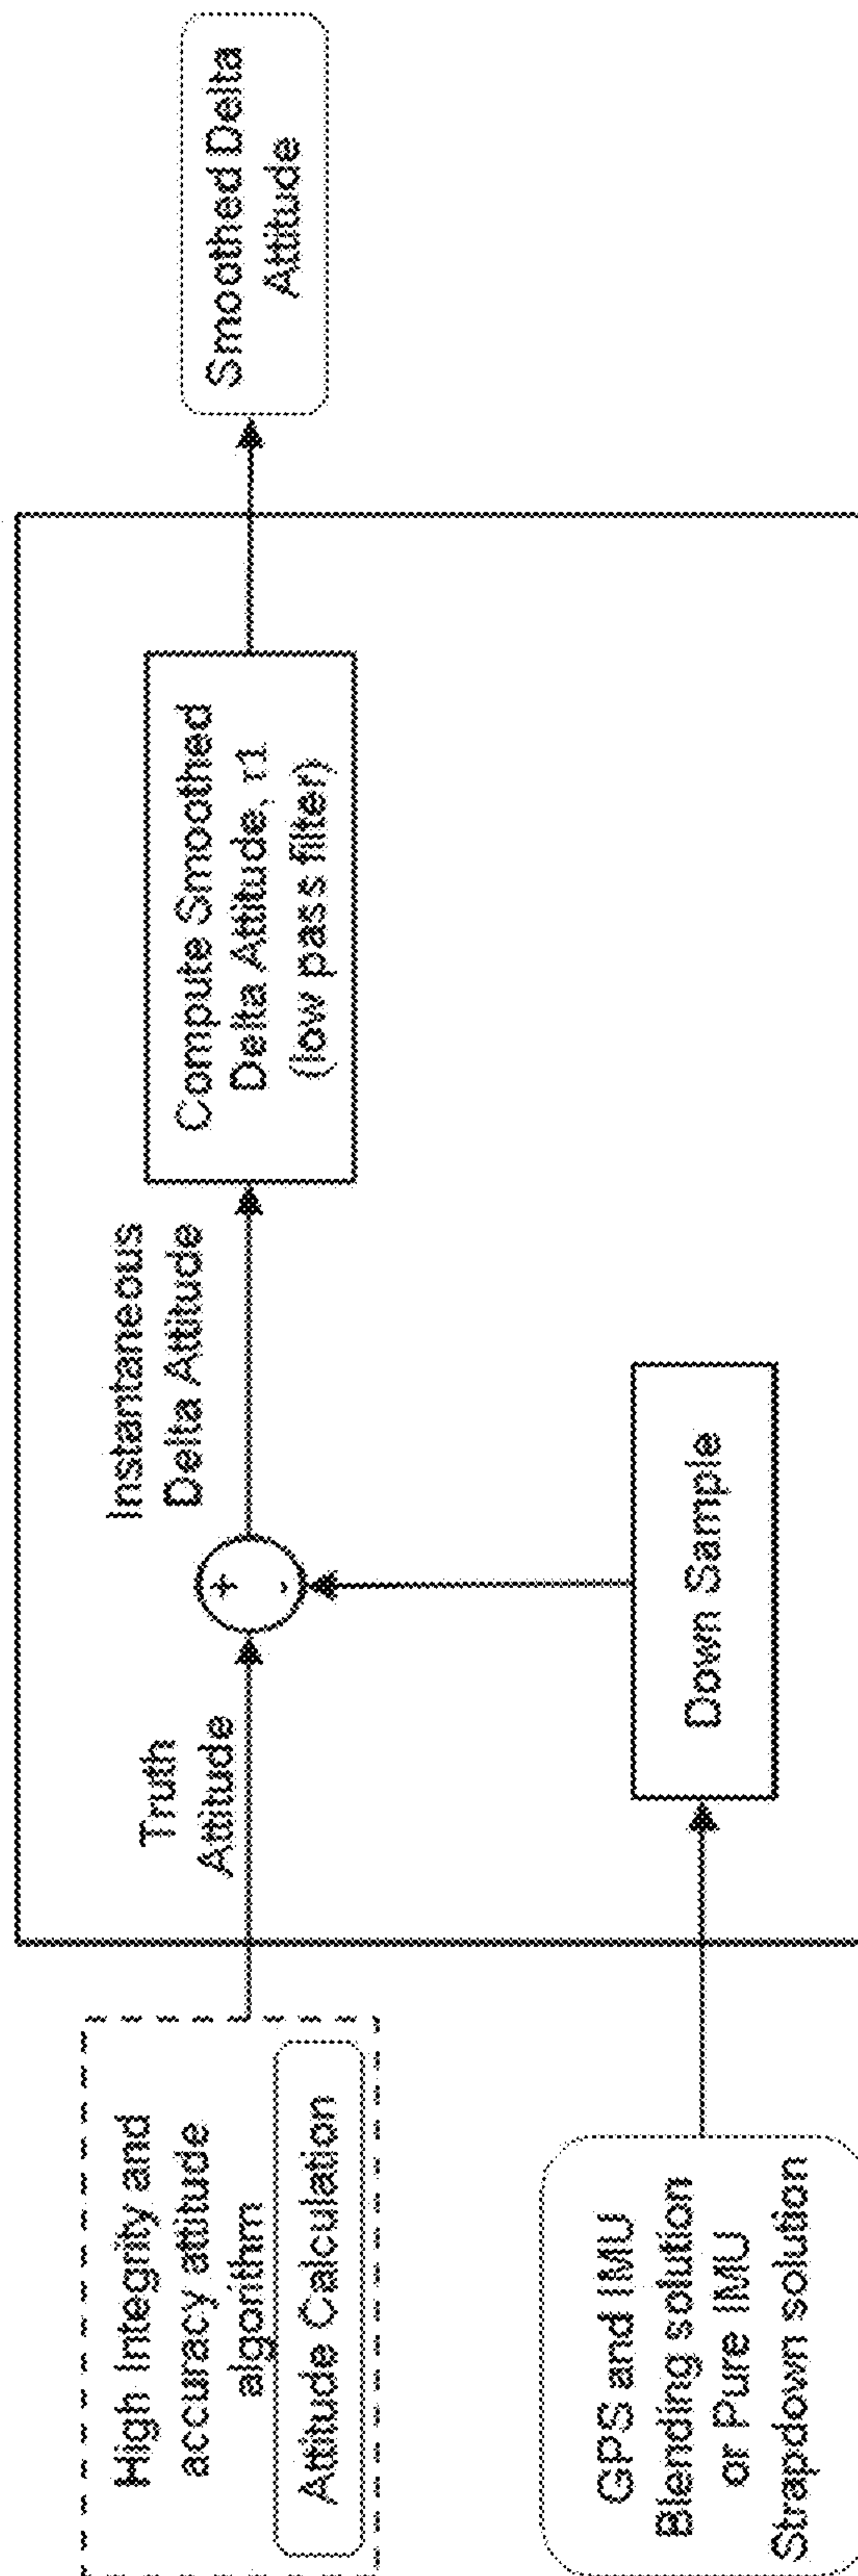 High Integrity and
accuracy attitude
algorithm
Attitude Calculation
GPS and IMU
Blending solution
or Pure IMU
Strapdown solution
Truth
Attitude
+
-
Down Sample
Instantaneous
Delta Attitude
Compute Smoothed
Delta Attitude, τ1
(low pass filter)
Smoothed Delta
Attitude